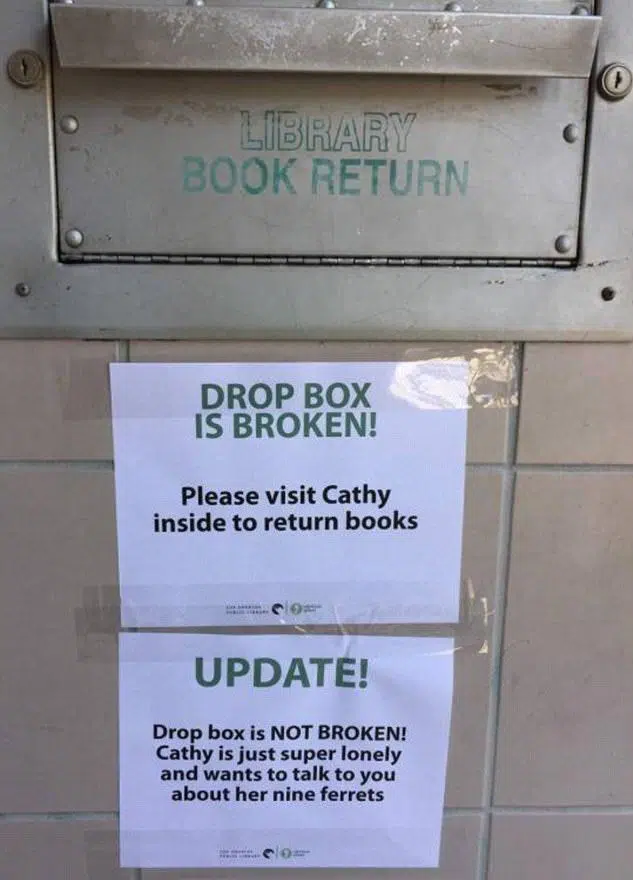 LIBRARY
BOOK RETURN
DROP BOX
IS BROKEN!
Please visit Cathy
inside to return books
UPDATE!
Drop box is NOT BROKEN!
Cathy is just super lonely
and wants to talk to you
about her nine ferrets